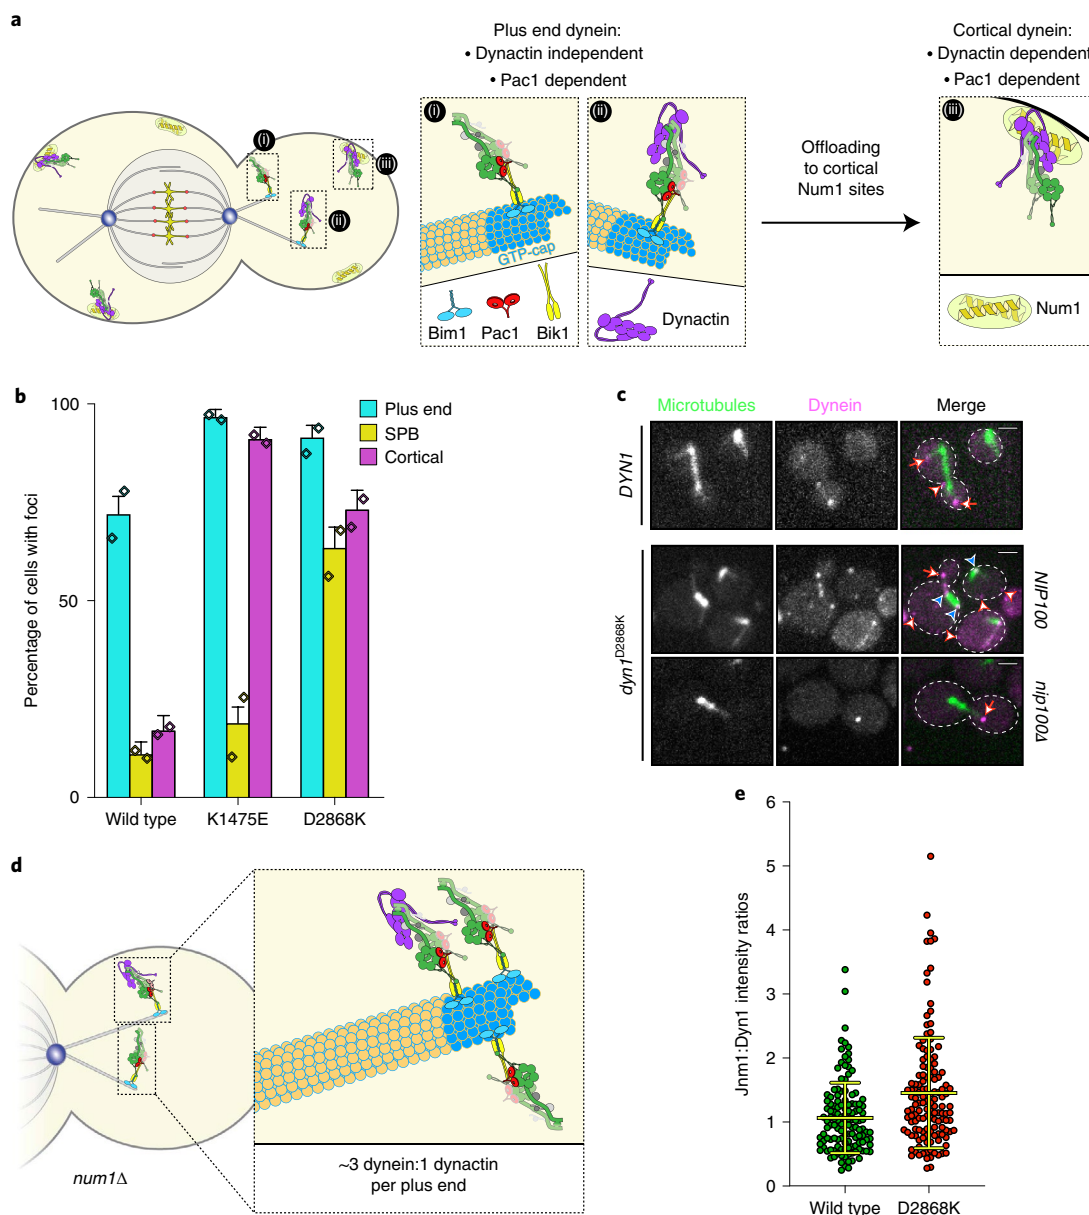 a
Plus end dynein:
• Dynactin independent
• Pac1 dependent
Cortical dynein:
• Dynactin dependent
• Pac1 dependent
(i)
(ii)
(iii)
(i)
(ii)
(iii)
GTP-cap
Offloading
to cortical
Num1 sites
Bim1
Pac1
Bik1
Dynactin
Num1
b
100
50
0
Percentage of cells with foci
Plus end
SPB
Cortical
Wild type
K1475E
D2868K
c
Microtubules
Dynein
Merge
DYN1
dyn1D2868K
NIP100
nip100Δ
d
num1Δ
~3 dynein:1 dynactin
per plus end
e
6
5
4
3
2
1
0
Jnm1:Dyn1 intensity ratios
Wild type
D2868K